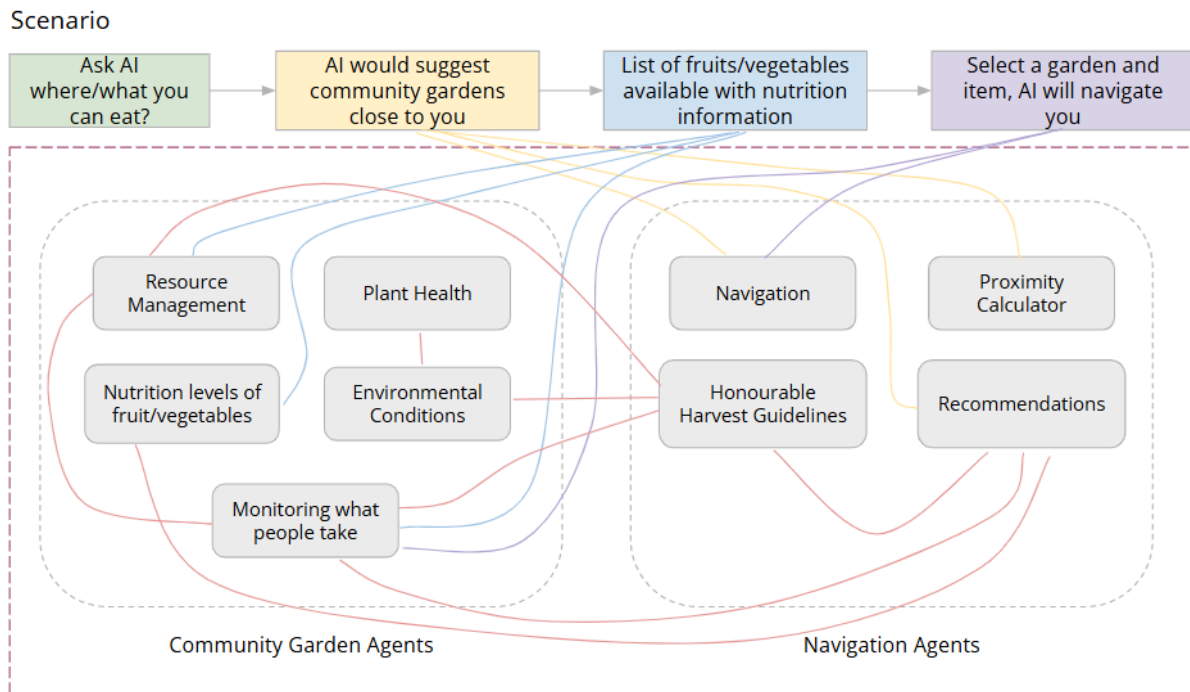 Scenario
Ask AI
where/what you
can eat?
AI would suggest
community gardens
close to you
List of fruits/vegetables
available with nutrition
information
Select a garden and
item, AI will navigate
you
Resource
Management
Plant Health
Nutrition levels of
fruit/vegetables
Environmental
Conditions
Monitoring what
people take
Community Garden Agents
Navigation
Proximity
Calculator
Honourable
Harvest Guidelines
Recommendations
Navigation Agents